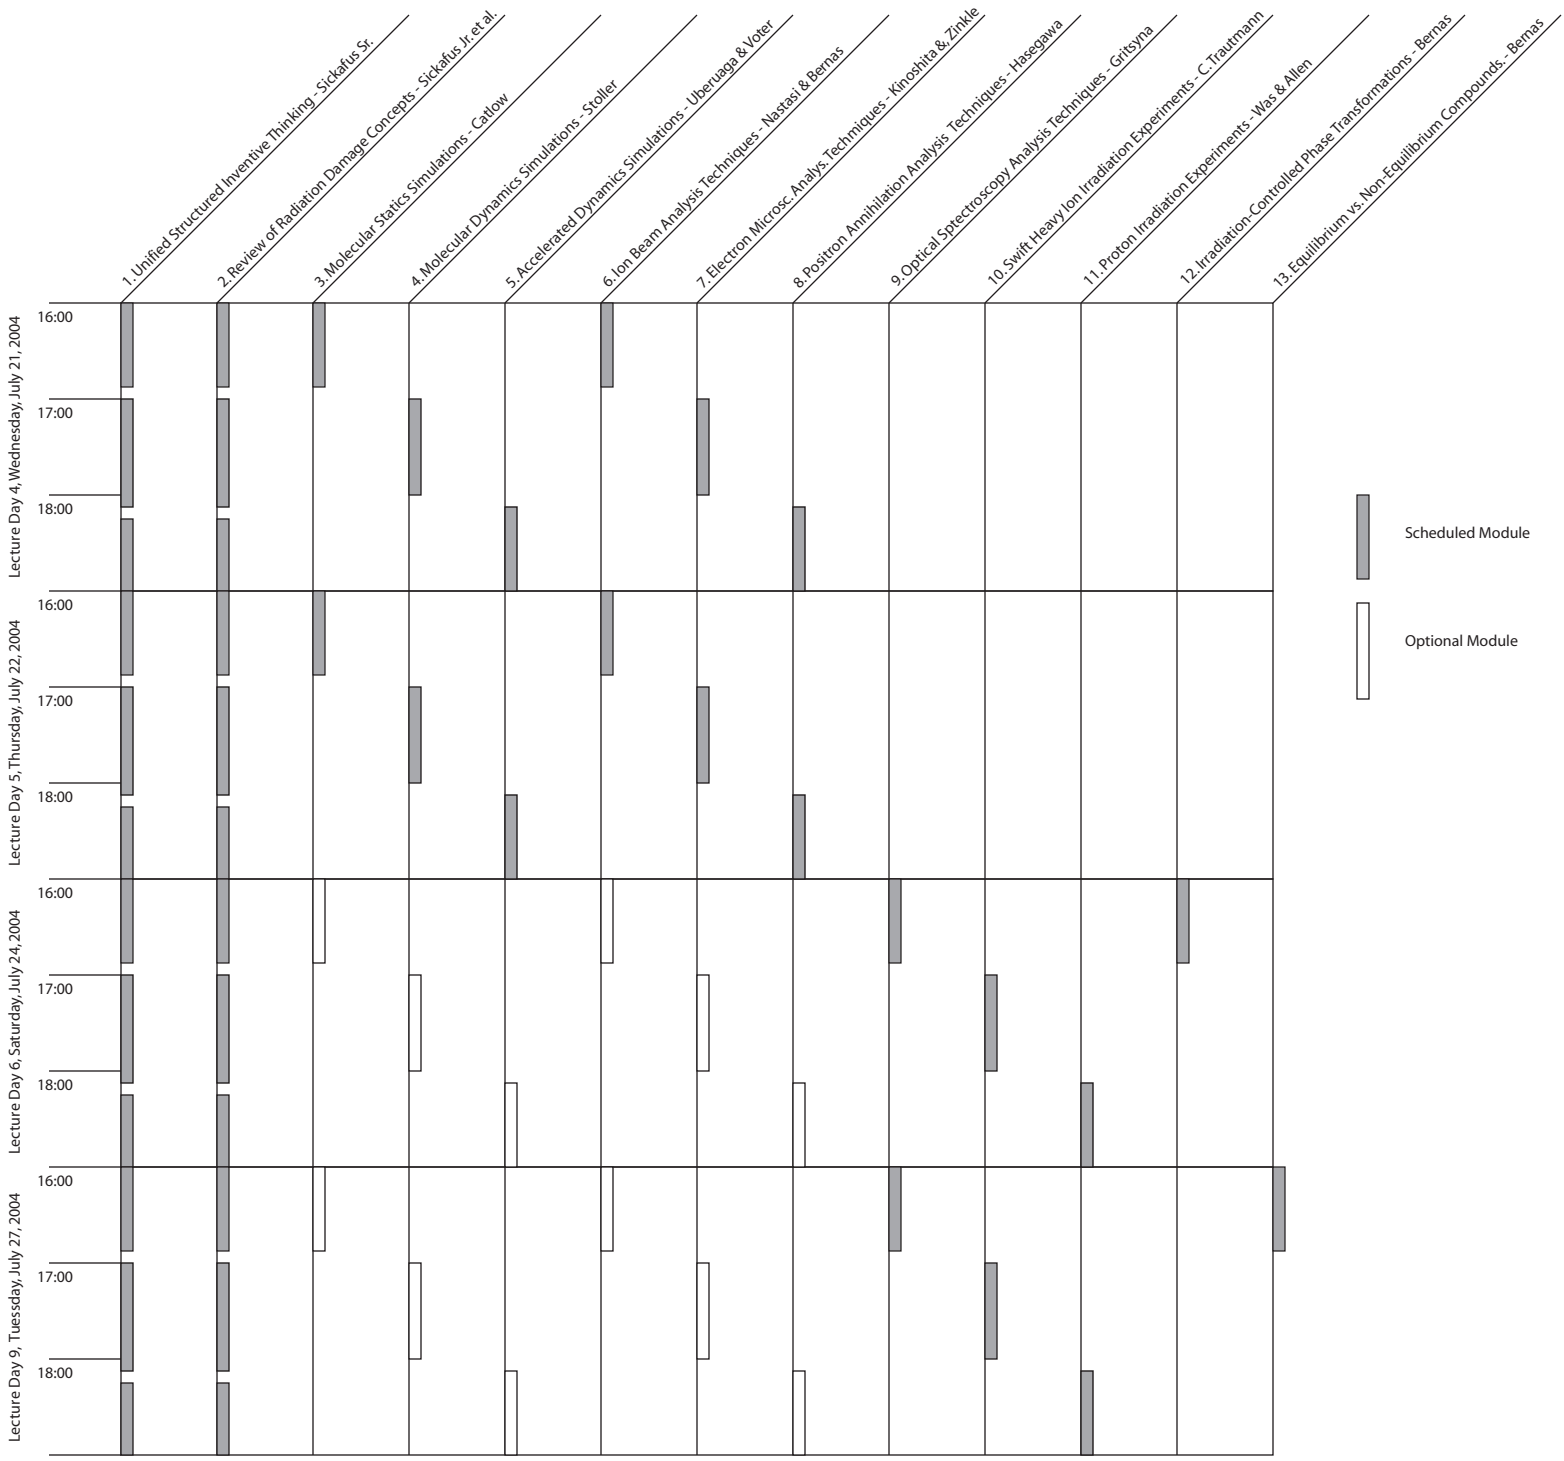 1. Unified Structured Inventive Thinking - Sickafus Sr.
2. Review of Radiation Damage Concepts - Sickafus Jr. et al.
3. Molecular Statics Simulations - Catlow
4. Molecular Dynamics Simulations - Stoller
5. Accelerated Dynamics Simulations - Uberuaga & Voter
6. Ion Beam Analysis Techniques - Nastasi & Bernas
7. Electron Microsc. Analys. Techmiques - Kinoshita &, Zinkle
8. Positron Annihilation Analysis Techniques - Hasegawa
9. Optical Sptectroscopy Analysis Techniques - Gritsyna
10. Swift Heavy Ion Irradiation Experiments - C. Trautmann
11. Proton Irradiation Experiments - Was & Allen
12. Irradiation-Controlled Phase Transformations - Bernas
13. Equilibrium vs. Non-Equilibrium Compounds. - Bernas
Lecture Day 4, Wednesday, July 21, 2004
16:00
17:00
18:00
Scheduled Module
Optional Module
Lecture Day 5, Thursday, July 22, 2004
16:00
17:00
18:00
Lecture Day 6, Saturday, July 24, 2004
16:00
17:00
18:00
Lecture Day 9, Tuessday, July 27, 2004
16:00
17:00
18:00